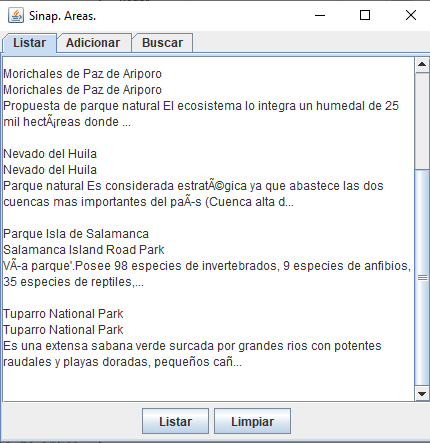 Sinap. Areas.
Listar Adicionar Buscar
Morichales de Paz de Ariporo
Morichales de Paz de Ariporo
Propuesta de parque natural El ecosistema lo integra un humedal de 25
mil hectÃ¡reas donde ...
Nevado del Huila
Nevado del Huila
Parque natural Es considerada estratÃ©gica ya que abastece las dos
cuencas mas importantes del paÃ-s (Cuenca alta d...
Parque Isla de Salamanca
Salamanca Island Road Park
VÃ-a parque'.Posee 98 especies de invertebrados, 9 especies de anfibios,
35 especies de reptiles,...
Tuparro National Park
Tuparro National Park
Es una extensa sabana verde surcada por grandes rios con potentes
raudales y playas doradas, pequeños cañ...
Listar Limpiar